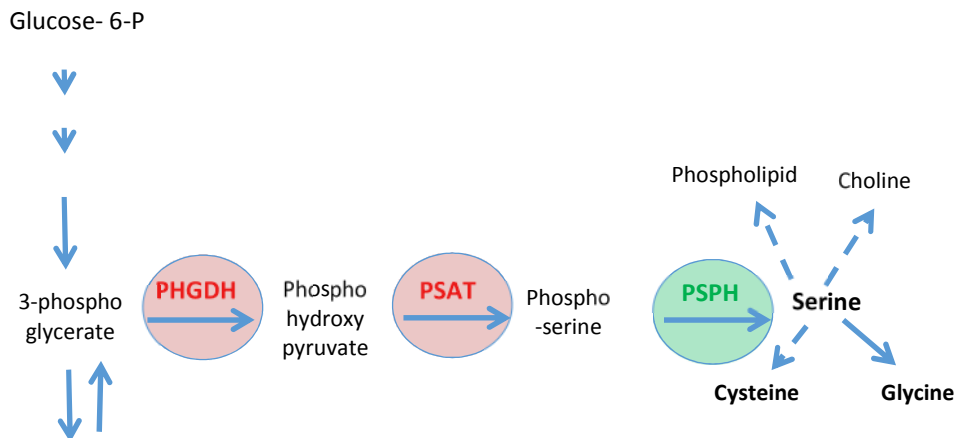 Glucose- 6-P
Phospholipid
Choline
PHGDH
PSAT
PSPH
3-phospho
glycerate
Phospho
hydroxy
pyruvate
Phospho
-serine
Serine
Cysteine
Glycine